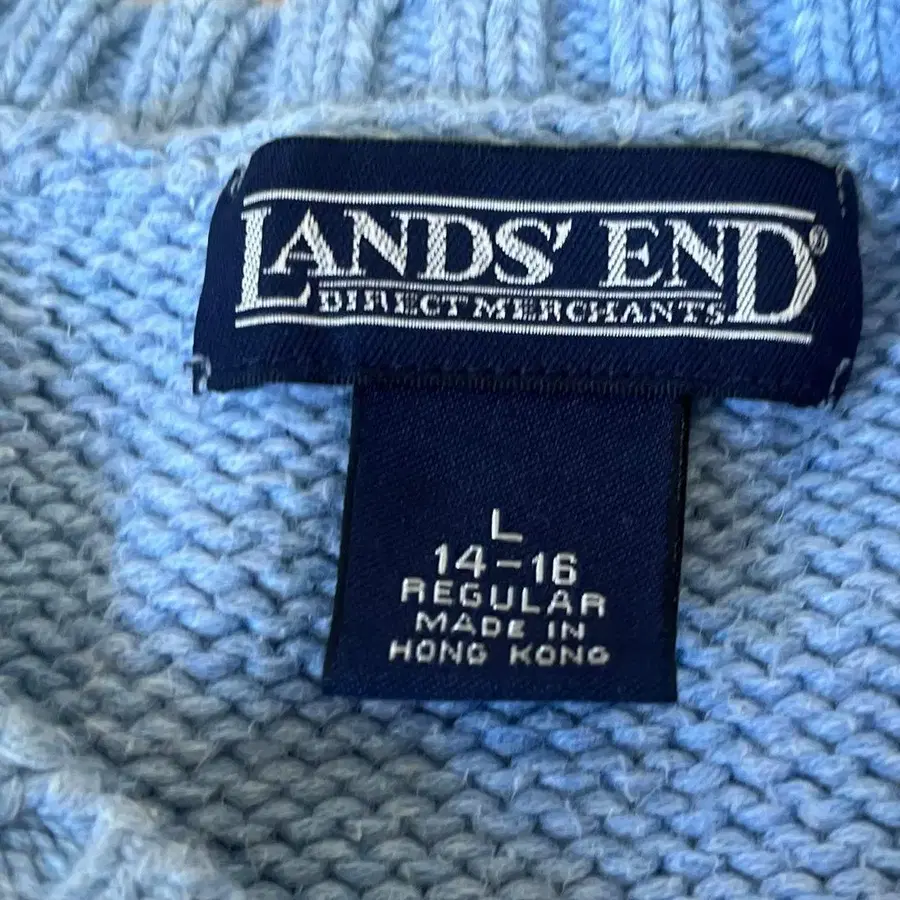 LANDS' END®
DIRECT MERCHANTS
L
14-16
REGULAR
MADE IN
HONG KONG